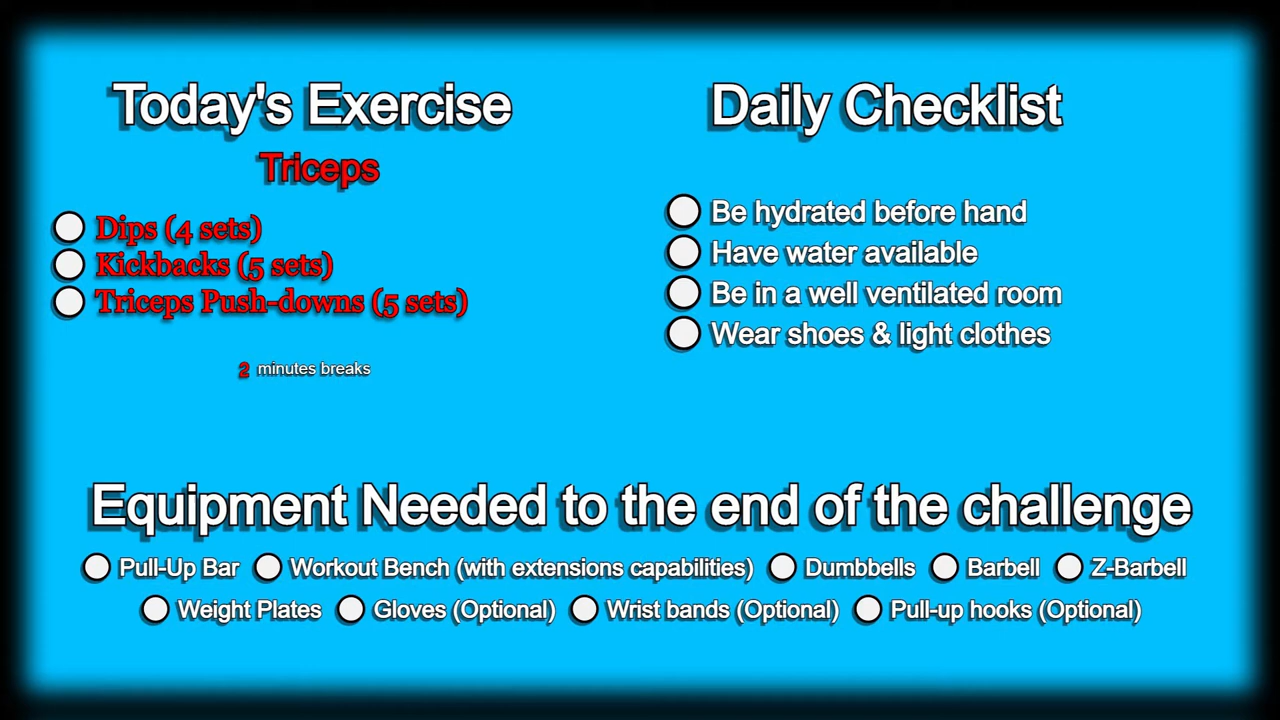 Today's Exercise
Triceps
Dips (4 sets)
Kickbacks (5 sets)
Triceps Push-downs (5 sets)
2 minutes breaks
Daily Checklist
Be hydrated before hand
Have water available
Be in a well ventilated room
Wear shoes & light clothes
Equipment Needed to the end of the challenge
Pull-Up Bar Workout Bench (with extensions capabilities) Dumbbells Barbell Z-Barbell
Weight Plates Gloves (Optional) Wrist bands (Optional) Pull-up hooks (Optional)